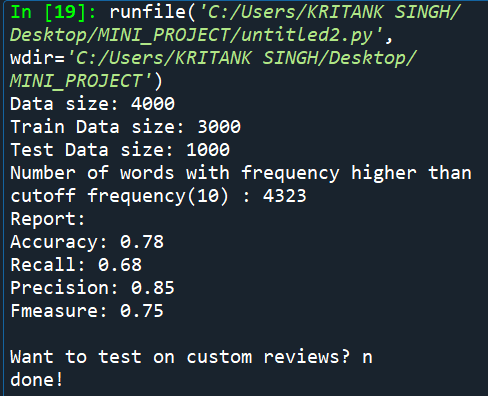 In [19]: runfile('C:/Users/KRITANK SINGH/
Desktop/MINI_PROJECT/untitled2.py',
wdir='C:/Users/KRITANK SINGH/Desktop/
MINI_PROJECT')
Data size: 4000
Train Data size: 3000
Test Data size: 1000
Number of words with frequency higher than
cutoff frequency(10) : 4323
Report:
Accuracy: 0.78
Recall: 0.68
Precision: 0.85
Fmeasure: 0.75
Want to test on custom reviews? n
done!